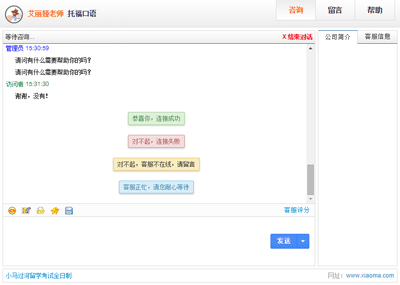 艾丽娅老师 托福口语
咨询 留言 帮助
等待咨询... X 结束对话
公司简介 客服信息
管理员 15:30:59
请问有什么需要帮助你的吗?
请问有什么需要帮助你的吗?
访问者 15:31:30
谢谢，没有!
恭喜你，连接成功
对不起，连接失败
对不起，客服不在线，请留言
客服正忙，请您耐心等待
客服评分
发送
小马过河留学考试全日制 网址: www.xiaoma.com